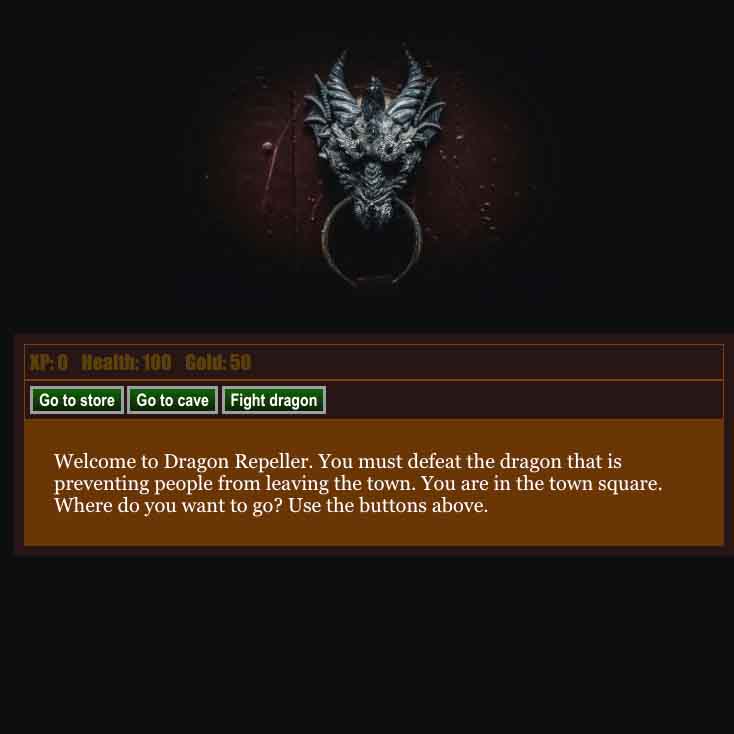 XP: 0 Health: 100 Gold: 50
Go to store Go to cave Fight dragon
Welcome to Dragon Repeller. You must defeat the dragon that is
preventing people from leaving the town. You are in the town square.
Where do you want to go? Use the buttons above.